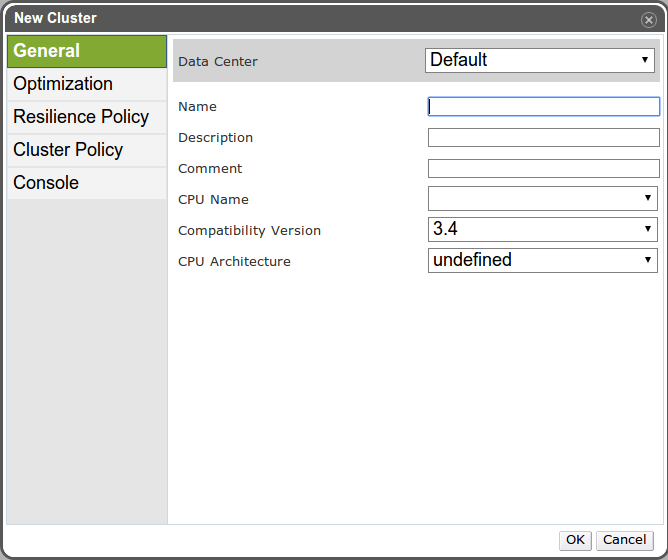 New Cluster
General
Optimization
Resilience Policy
Cluster Policy
Console
Data Center Default
Name
Description
Comment
CPU Name
Compatibility Version 3.4
CPU Architecture undefined
OK Cancel